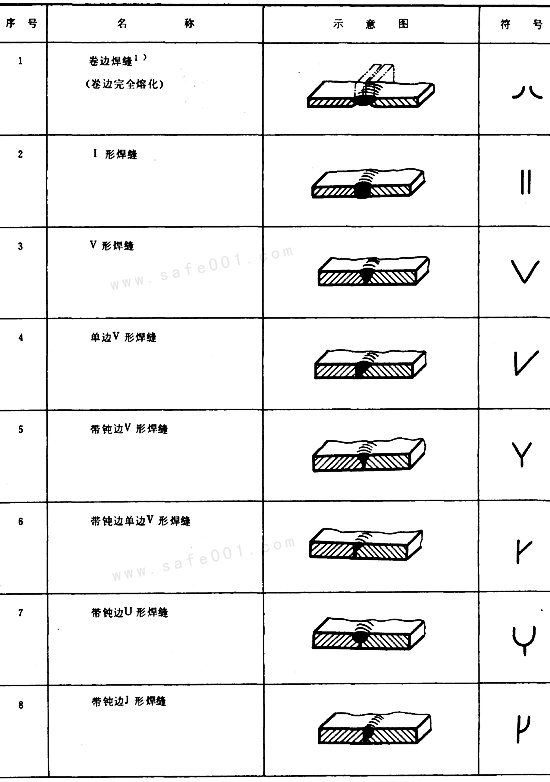 序 号 名 称 示 意 图 符 号
1 卷边焊缝1)
(卷边完全熔化)
2 I 形焊缝
3 V 形焊缝
www.safe001.com
4 单边V 形焊缝
5 带钝边V 形焊缝
6 带钝边单边V 形焊缝
www.safe001.com
7 带钝边U 形焊缝
8 带钝边J 形焊缝